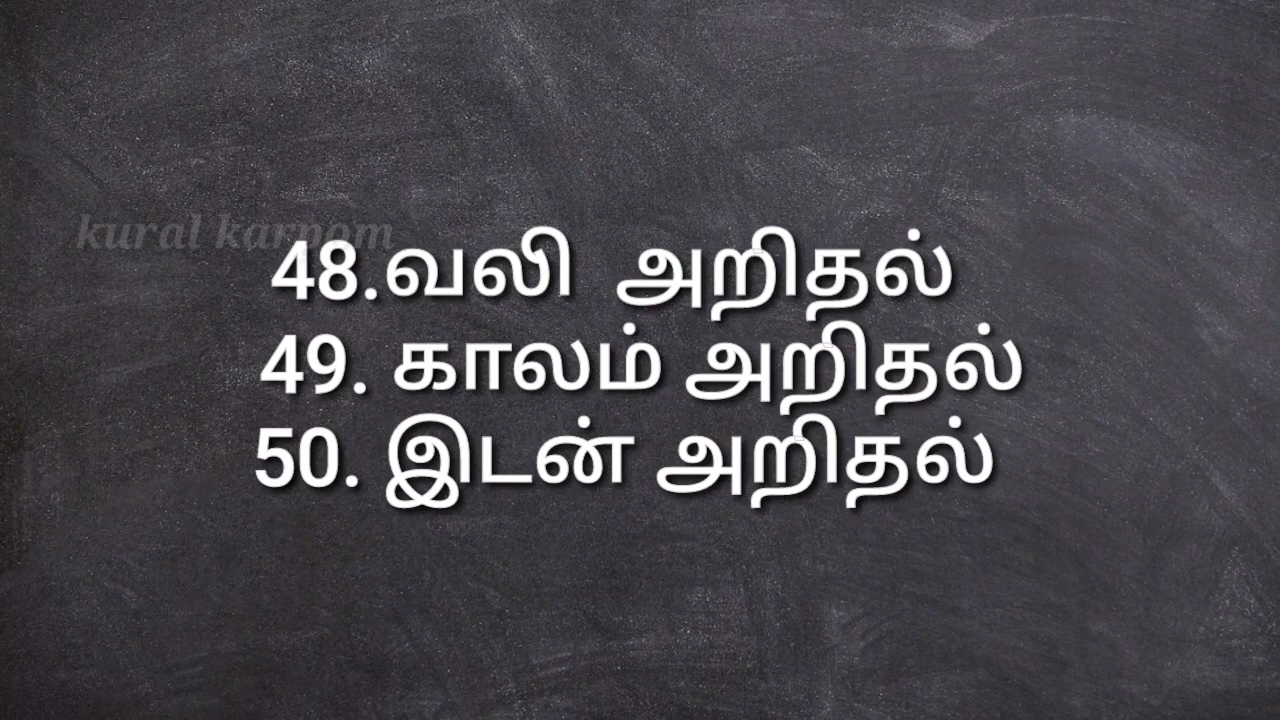 kural karpom
48.வலி அறிதல்
49. காலம் அறிதல்
50. இடன் அறிதல்